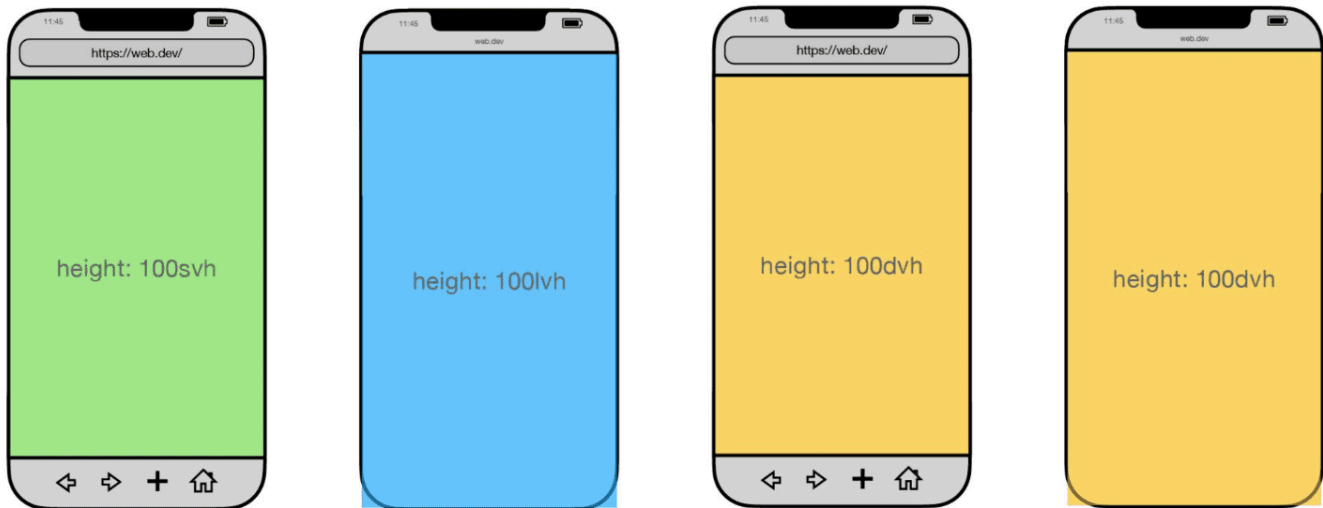 11:45
https://web.dev/
height: 100svh
11:45
web.dev
height: 100lvh
11:45
https://web.dev/
height: 100dvh
11:45
web.dev
height: 100dvh